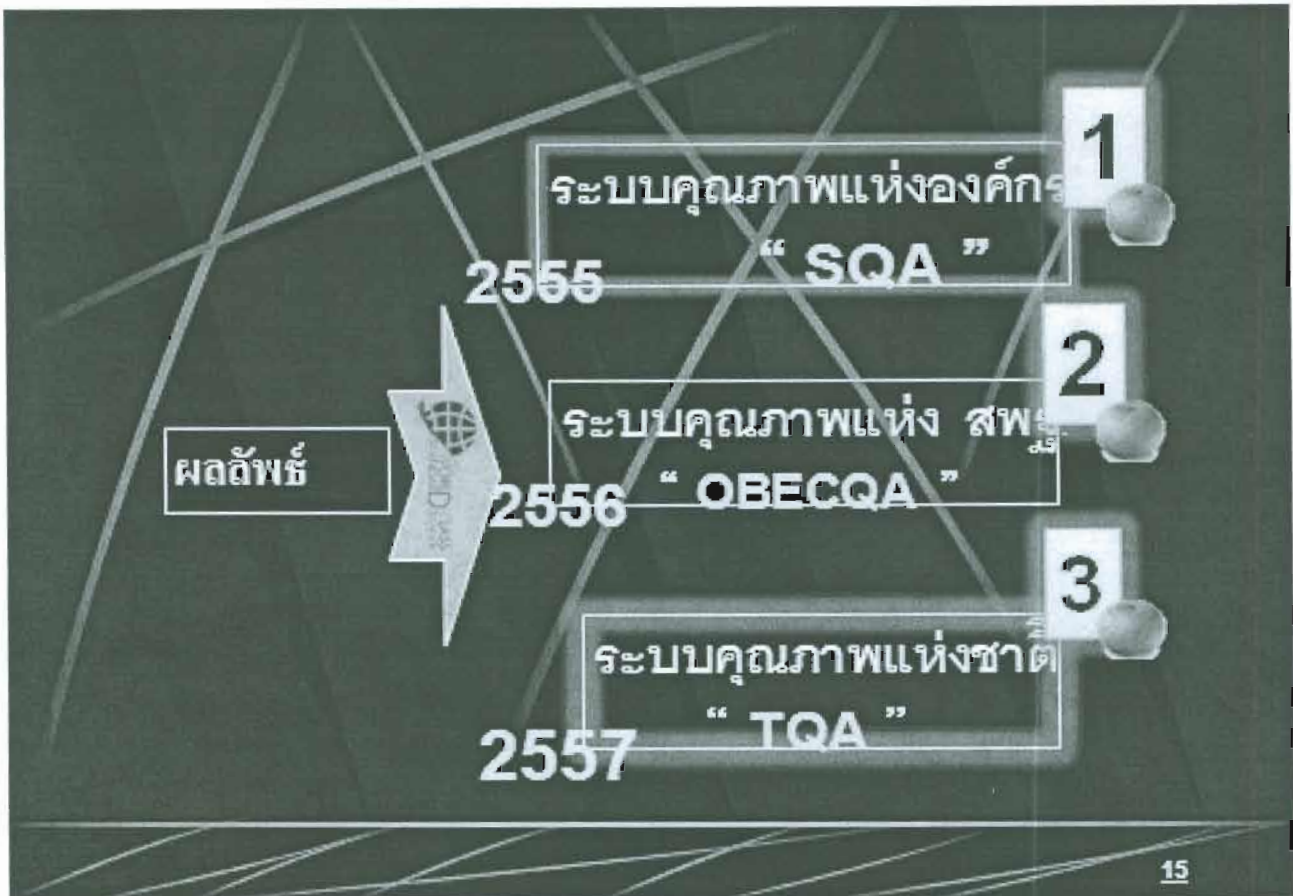 1
ระบบคุณภาพแห่งองค์กร
“ SQA ”
2555
2
ระบบคุณภาพแห่ง สพฐ
“ OBECQA ”
2556
ผลลัพธ์
3
ระบบคุณภาพแห่งชาติ
“ TQA ”
2557
15